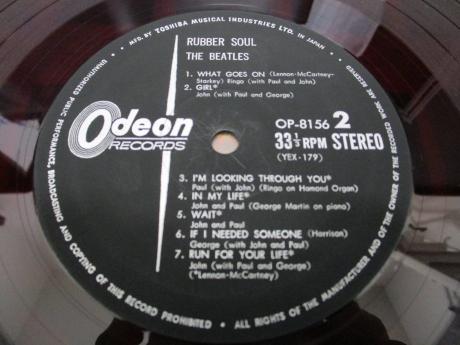 MFD. BY TOSHIBA MUSICAL INDUSTRIES LTD. IN JAPAN •
RUBBER SOUL
THE BEATLES
1. WHAT GOES ON (Lennon-McCartney-
Starkey) Ringo (with Paul and John)
2. GIRL*
John (with Paul and George)
Odeon
RECORDS
OP-8156 2
33 1/3 RPM STEREO
(YEX-179)
3. I'M LOOKING THROUGH YOU*
Paul (with John) (Ringo on Hamond Organ)
4. IN MY LIFE*
John and Paul (George Martin on piano)
5. WAIT*
John and Paul
6. IF I NEEDED SOMEONE (Harrison)
George (with John and Paul)
7. RUN FOR YOUR LIFE*
John (with Paul and George)
(*Lennon-McCartney)
UNAUTHORIZED PUBLIC PERFORMANCE, BROADCASTING AND COPYING OF THIS RECORD PROHIBITED • ALL RIGHTS OF THE MANUFACTURER AND OF THE OWNER OF THE RECORDED WORK ARE RESERVED